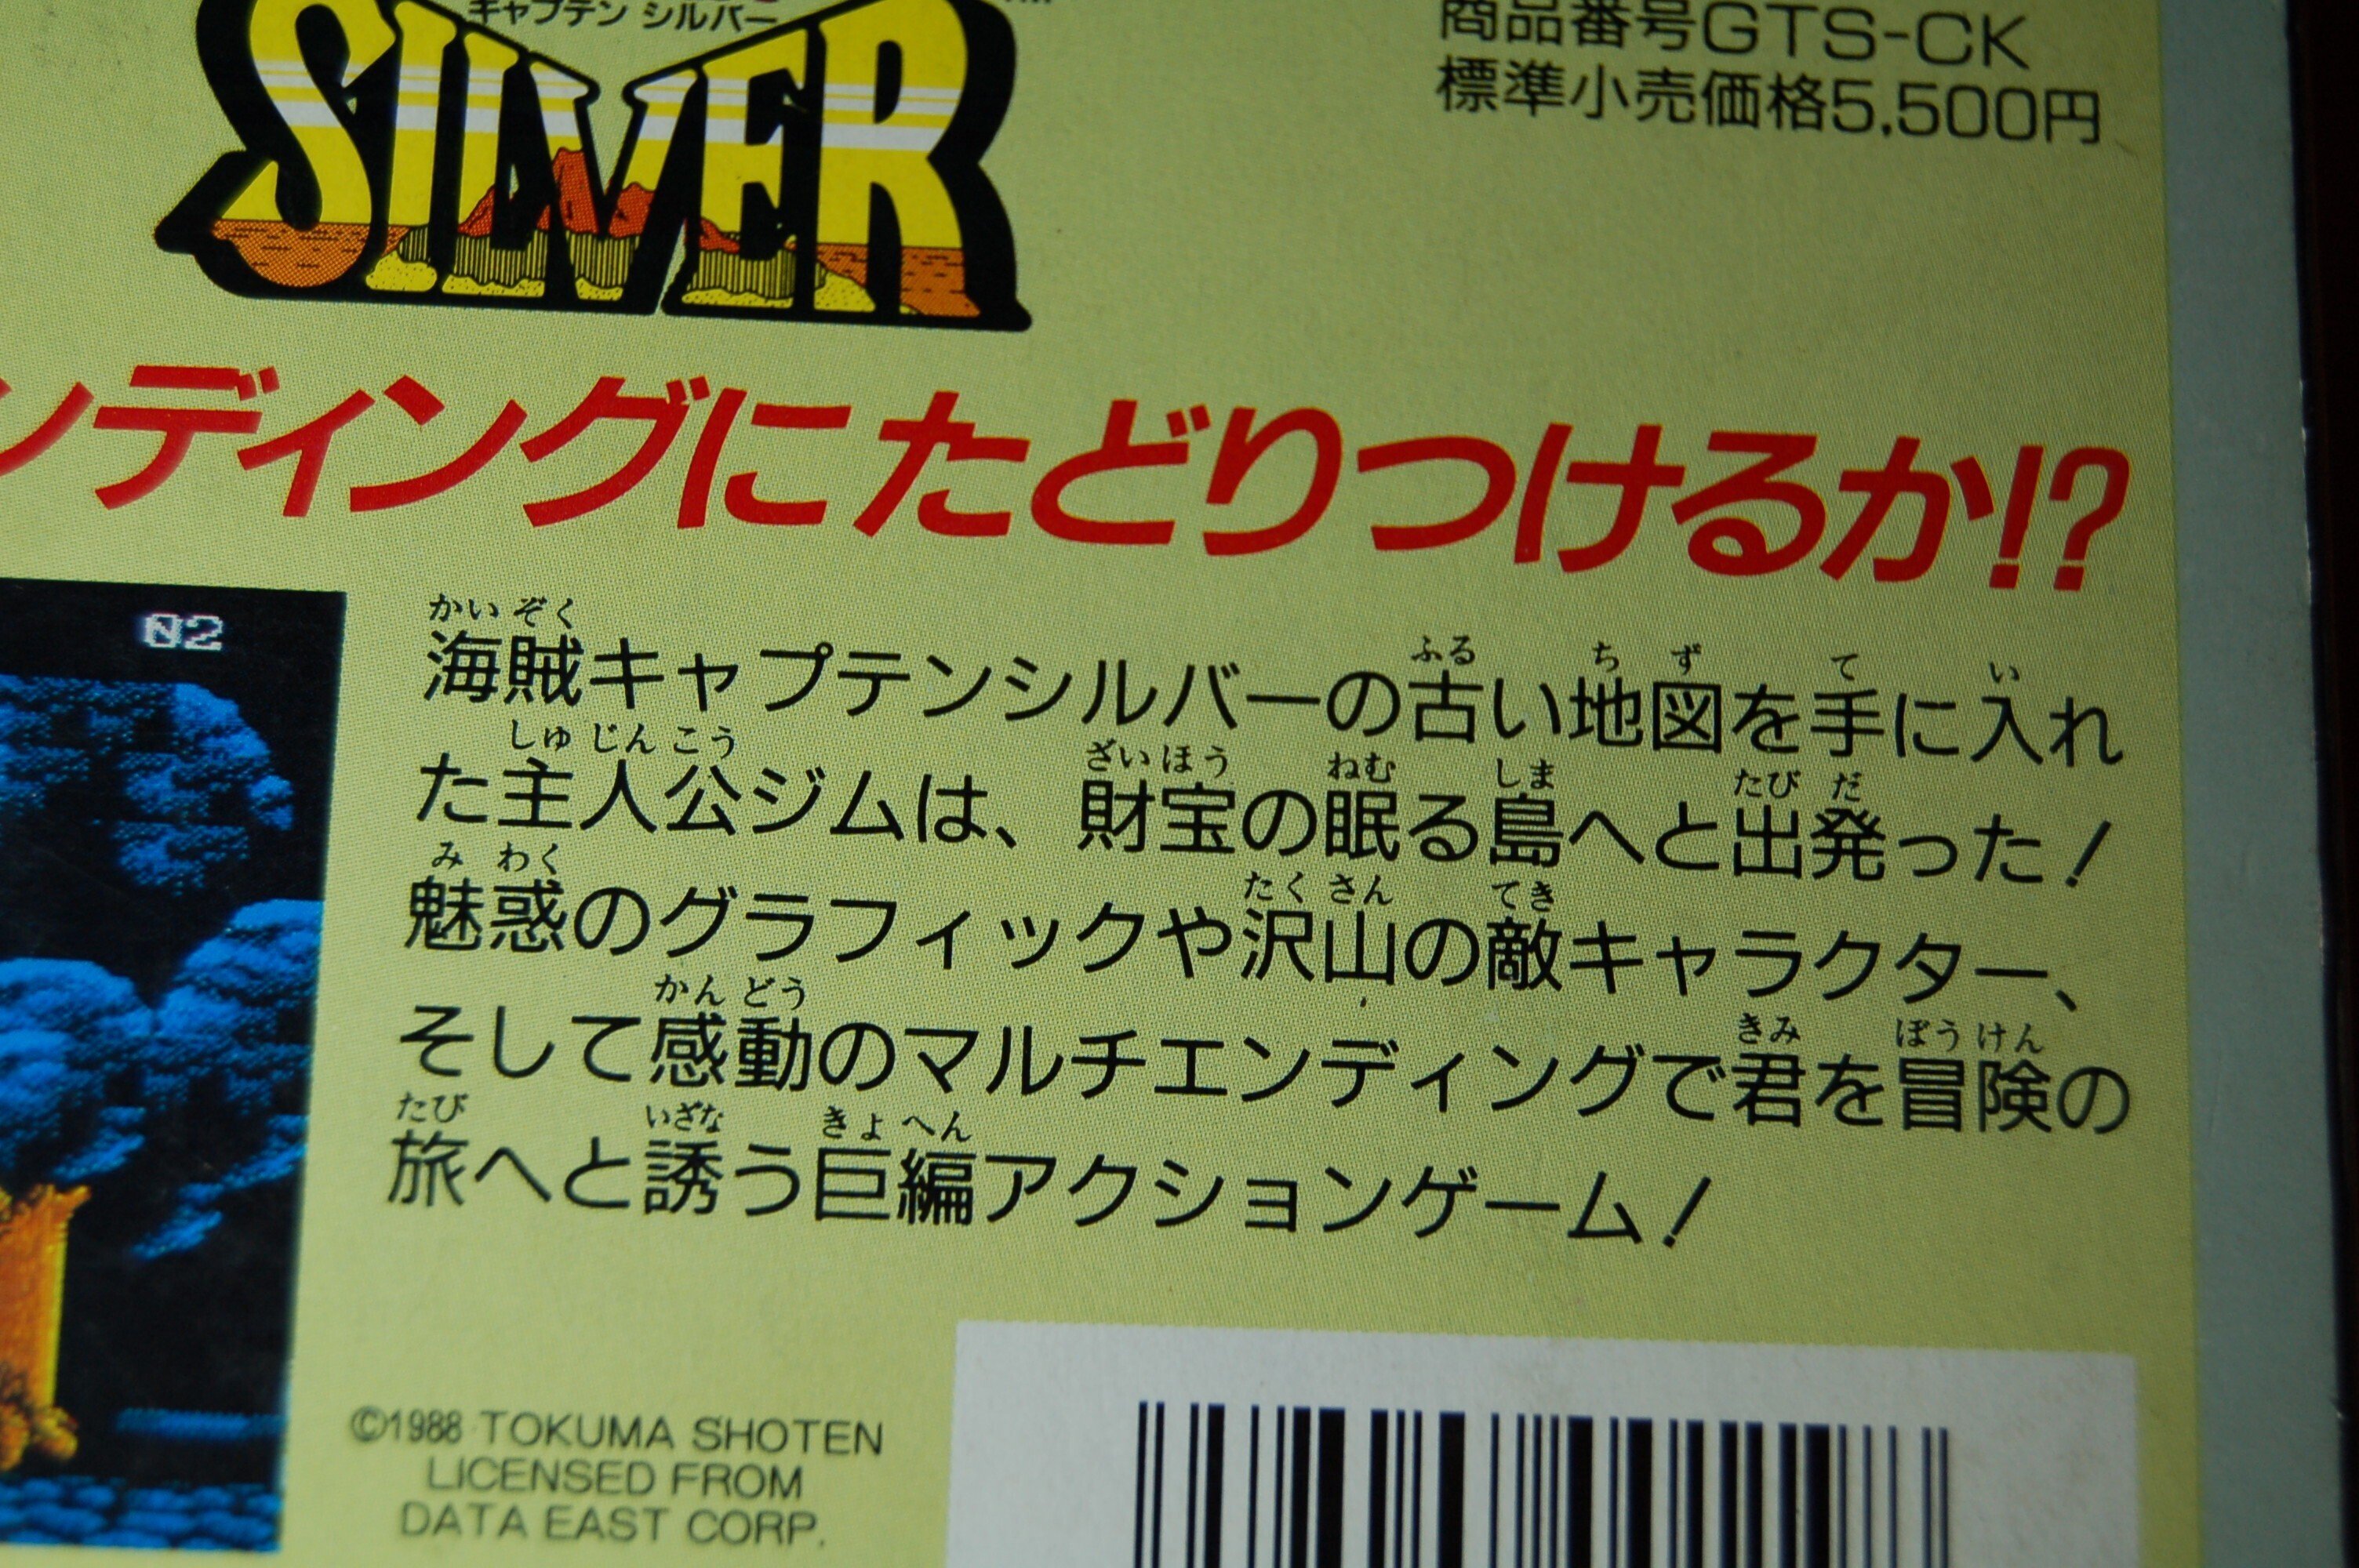 キャプテン シルバー
SILVER
商品番号GTS-CK
標準小売価格5,500円
ンディングにたどりつけるか!?
02
かいぞく ふる ち ず て い
海賊キャプテンシルバーの古い地図を手に入れ
しゅじんこう ざいほう ねむ しま たび だ
た主人公ジムは、財宝の眠る島へと出発った!
み わく たくさん てき
魅惑のグラフィックや沢山の敵キャラクター、
かんどう きみ ぼうけん
そして感動のマルチエンディングで君を冒険の
たび いざな きょへん
旅へと誘う巨編アクションゲーム!
©1988 TOKUMA SHOTEN
LICENSED FROM
DATA EAST CORP.